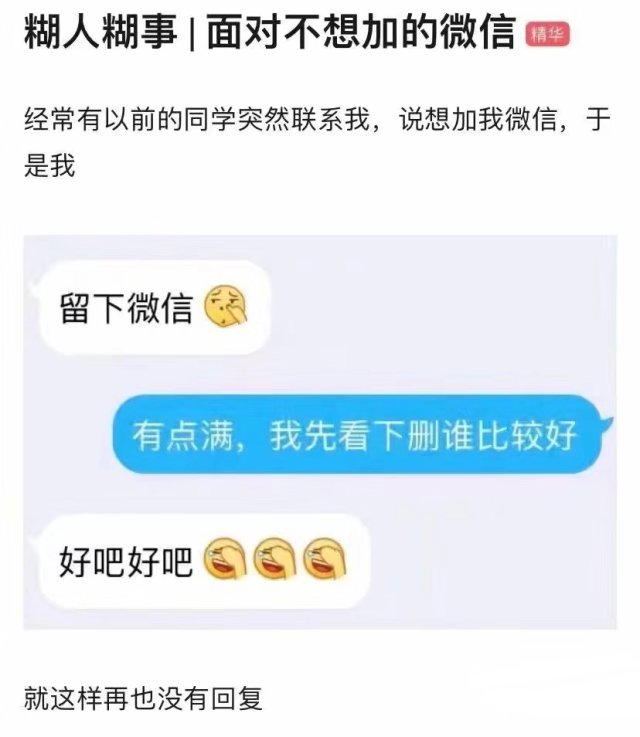 糊人糊事 | 面对不想加的微信 精华
经常有以前的同学突然联系我，说想加我微信，于
是我
留下微信
有点满，我先看下删谁比较好
好吧好吧
就这样再也没有回复